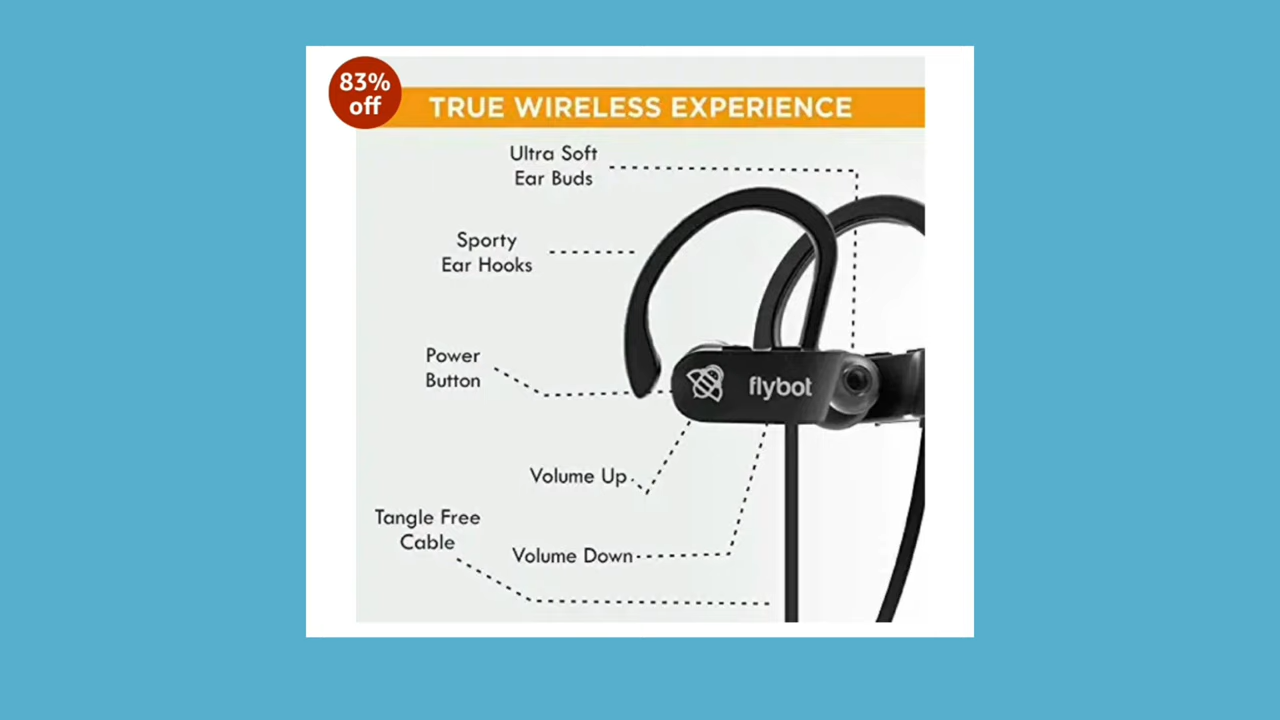 83%
off
TRUE WIRELESS EXPERIENCE
Ultra Soft
Ear Buds
Sporty
Ear Hooks
Power
Button
flybot
Volume Up
Tangle Free
Cable
Volume Down